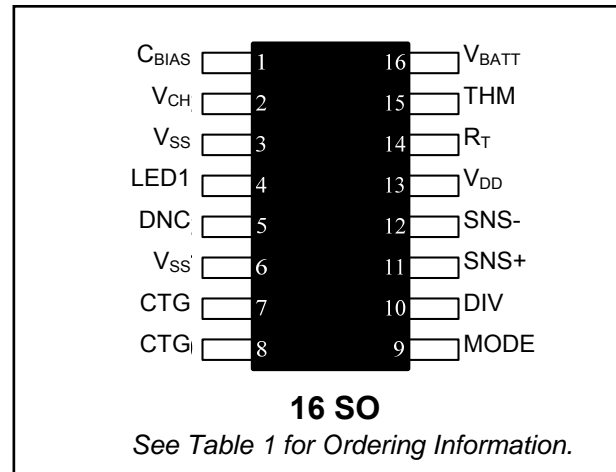 CBIAS 1 16 VBATT
VCH 2 15 THM
VSS 3 14 RT
LED1 4 13 VDD
DNC 5 12 SNS-
VSS 6 11 SNS+
CTG 7 10 DIV
CTG 8 9 MODE
16 SO
See Table 1 for Ordering Information.